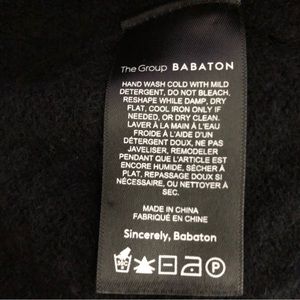 The Group BABATON
HAND WASH COLD WITH MILD
DETERGENT, DO NOT BLEACH.
RESHAPE WHILE DAMP, DRY
FLAT, COOL IRON ONLY IF
NEEDED, OR DRY CLEAN.
LAVER À LA MAIN À L'EAU
FROIDE À L'AIDE D'UN
DÉTERGENT DOUX, NE PAS
JAVELISER, REMODELER
PENDANT QUE L'ARTICLE EST
ENCORE HUMIDE, SÉCHER À
PLAT, REPASSAGE DOUX SI
NÉCESSAIRE, OU NETTOYER À
SEC.
MADE IN CHINA
FABRIQUÉ EN CHINE
Sincerely, Babaton
P